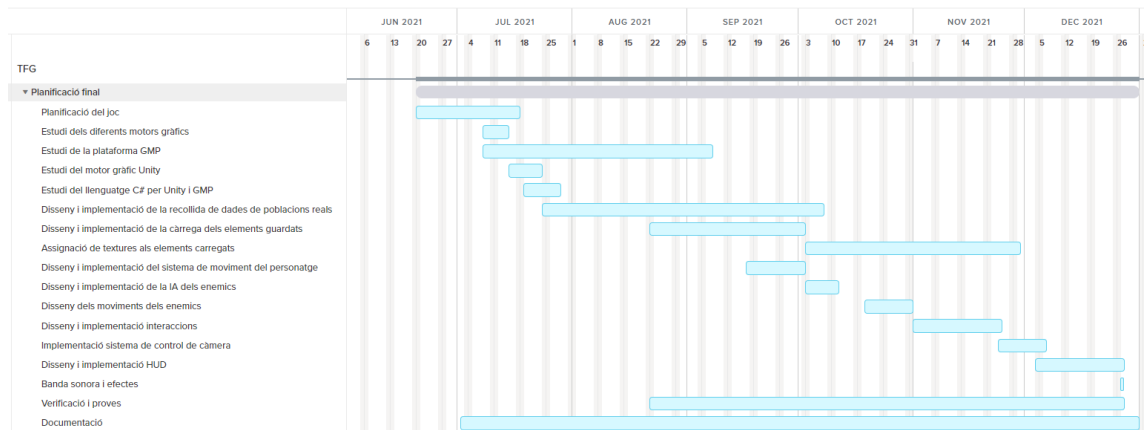 JUN 2021 JUL 2021 AUG 2021 SEP 2021 OCT 2021 NOV 2021 DEC 2021
6 13 20 27 4 11 18 25 1 8 15 22 29 5 12 19 26 3 10 17 24 31 7 14 21 28 5 12 19 26
TFG
Planificació final
Planificació del joc
Estudi dels diferents motors gràfics
Estudi de la plataforma GMP
Estudi del motor gràfic Unity
Estudi del llenguatge C# per Unity i GMP
Disseny i implementació de la recollida de dades de poblacions reals
Disseny i implementació de la càrrega dels elements guardats
Assignació de textures als elements carregats
Disseny i implementació del sistema de moviment del personatge
Disseny i implementació de la IA dels enemics
Disseny dels moviments dels enemics
Disseny i implementació interaccions
Implementació sistema de control de càmera
Disseny i implementació HUD
Banda sonora i efectes
Verificació i proves
Documentació